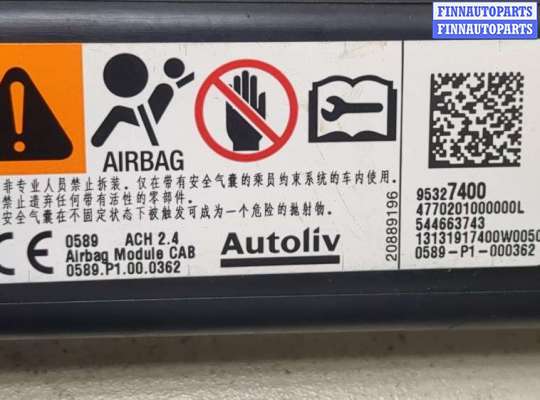 FINNAUTOPARTS
FINNAUTOPARTS
AIRBAG
非专业人员禁止拆装. 仅在带有安全气囊的乘员约束系统的车内使用.
禁止遗弃任何带有活性的零部件.
安全气囊在不固定状态下被触发可成为一个危险的抛射物.
CE 0589 ACH 2.4
Airbag Module CAB
0589.P1.00.0362
Autoliv
20889196
95327400
4770201000000L
544663743
13131917400W0050
0589-P1-000362